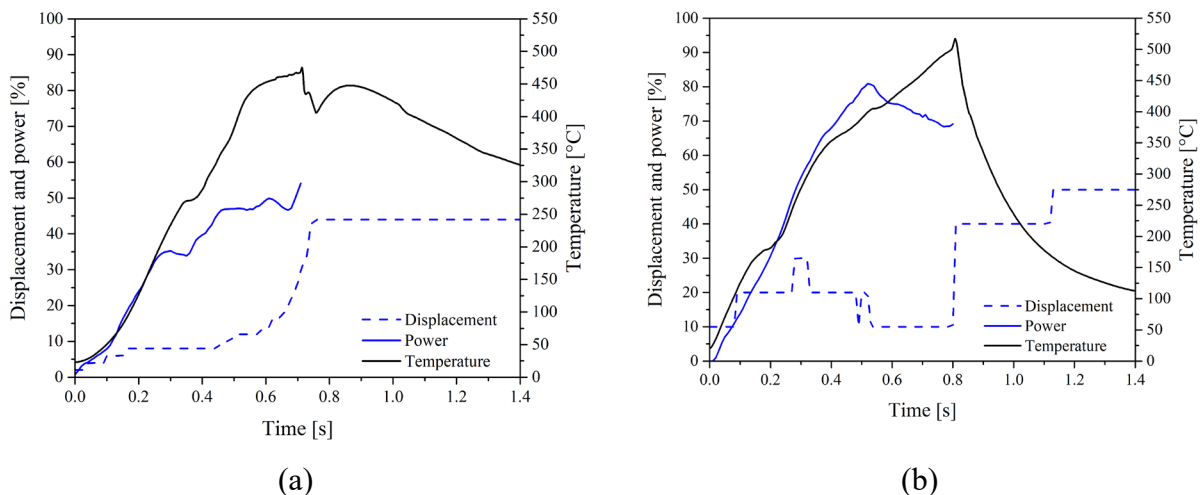 Displacement and power [%]
100
90
80
70
60
50
40
30
20
10
0
550
500
450
400
350
300
250
200
150
100
50
0
Temperature [°C]
Displacement
Power
Temperature
0.0 0.2 0.4 0.6 0.8 1.0 1.2 1.4
Time [s]
(a)
Displacement and power [%]
100
90
80
70
60
50
40
30
20
10
0
550
500
450
400
350
300
250
200
150
100
50
0
Temperature [°C]
Displacement
Power
Temperature
0.0 0.2 0.4 0.6 0.8 1.0 1.2 1.4
Time [s]
(b)